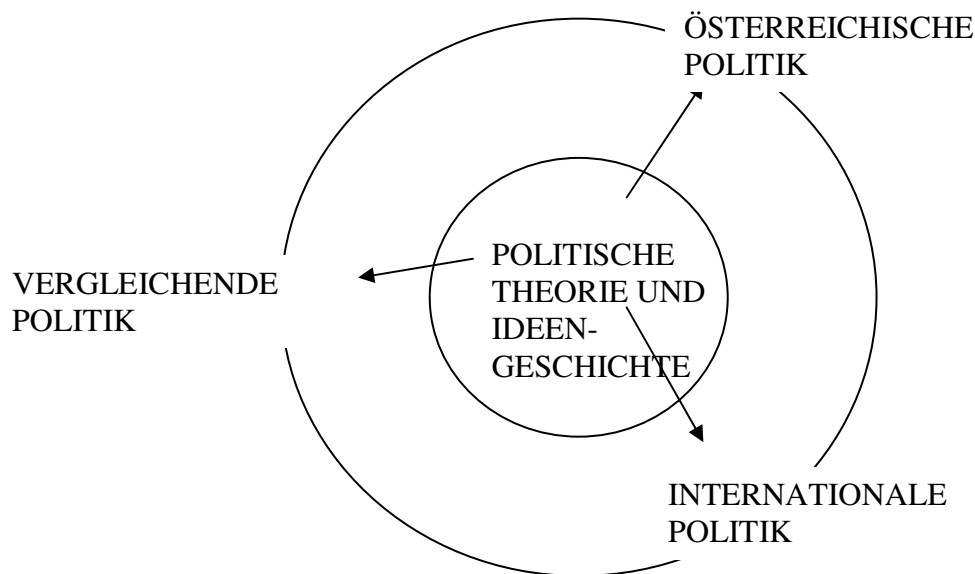 ÖSTERREICHISCHE
POLITIK
POLITISCHE
THEORIE UND
IDEEN-
GESCHICHTE
VERGLEICHENDE
POLITIK
INTERNATIONALE
POLITIK